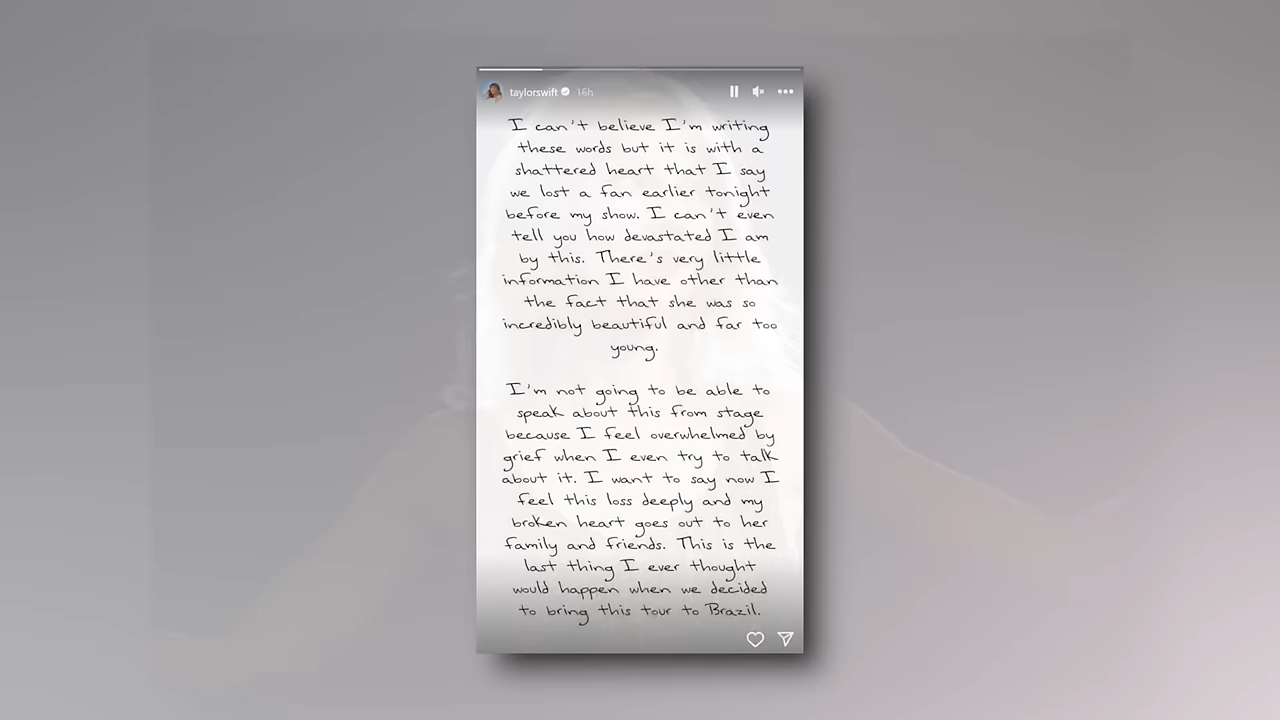 taylorswift 16h
I can't believe I'm writing
these words but it is with a
shattered heart that I say
we lost a fan earlier tonight
before my show. I can't even
tell you how devastated I am
by this. There's very little
information I have other than
the fact that she was so
incredibly beautiful and far too
young.
I'm not going to be able to
speak about this from stage
because I feel overwhelmed by
grief when I even try to talk
about it. I want to say now I
feel this loss deeply and my
broken heart goes out to her
family and friends. This is the
last thing I ever thought
would happen when we decided
to bring this tour to Brazil.